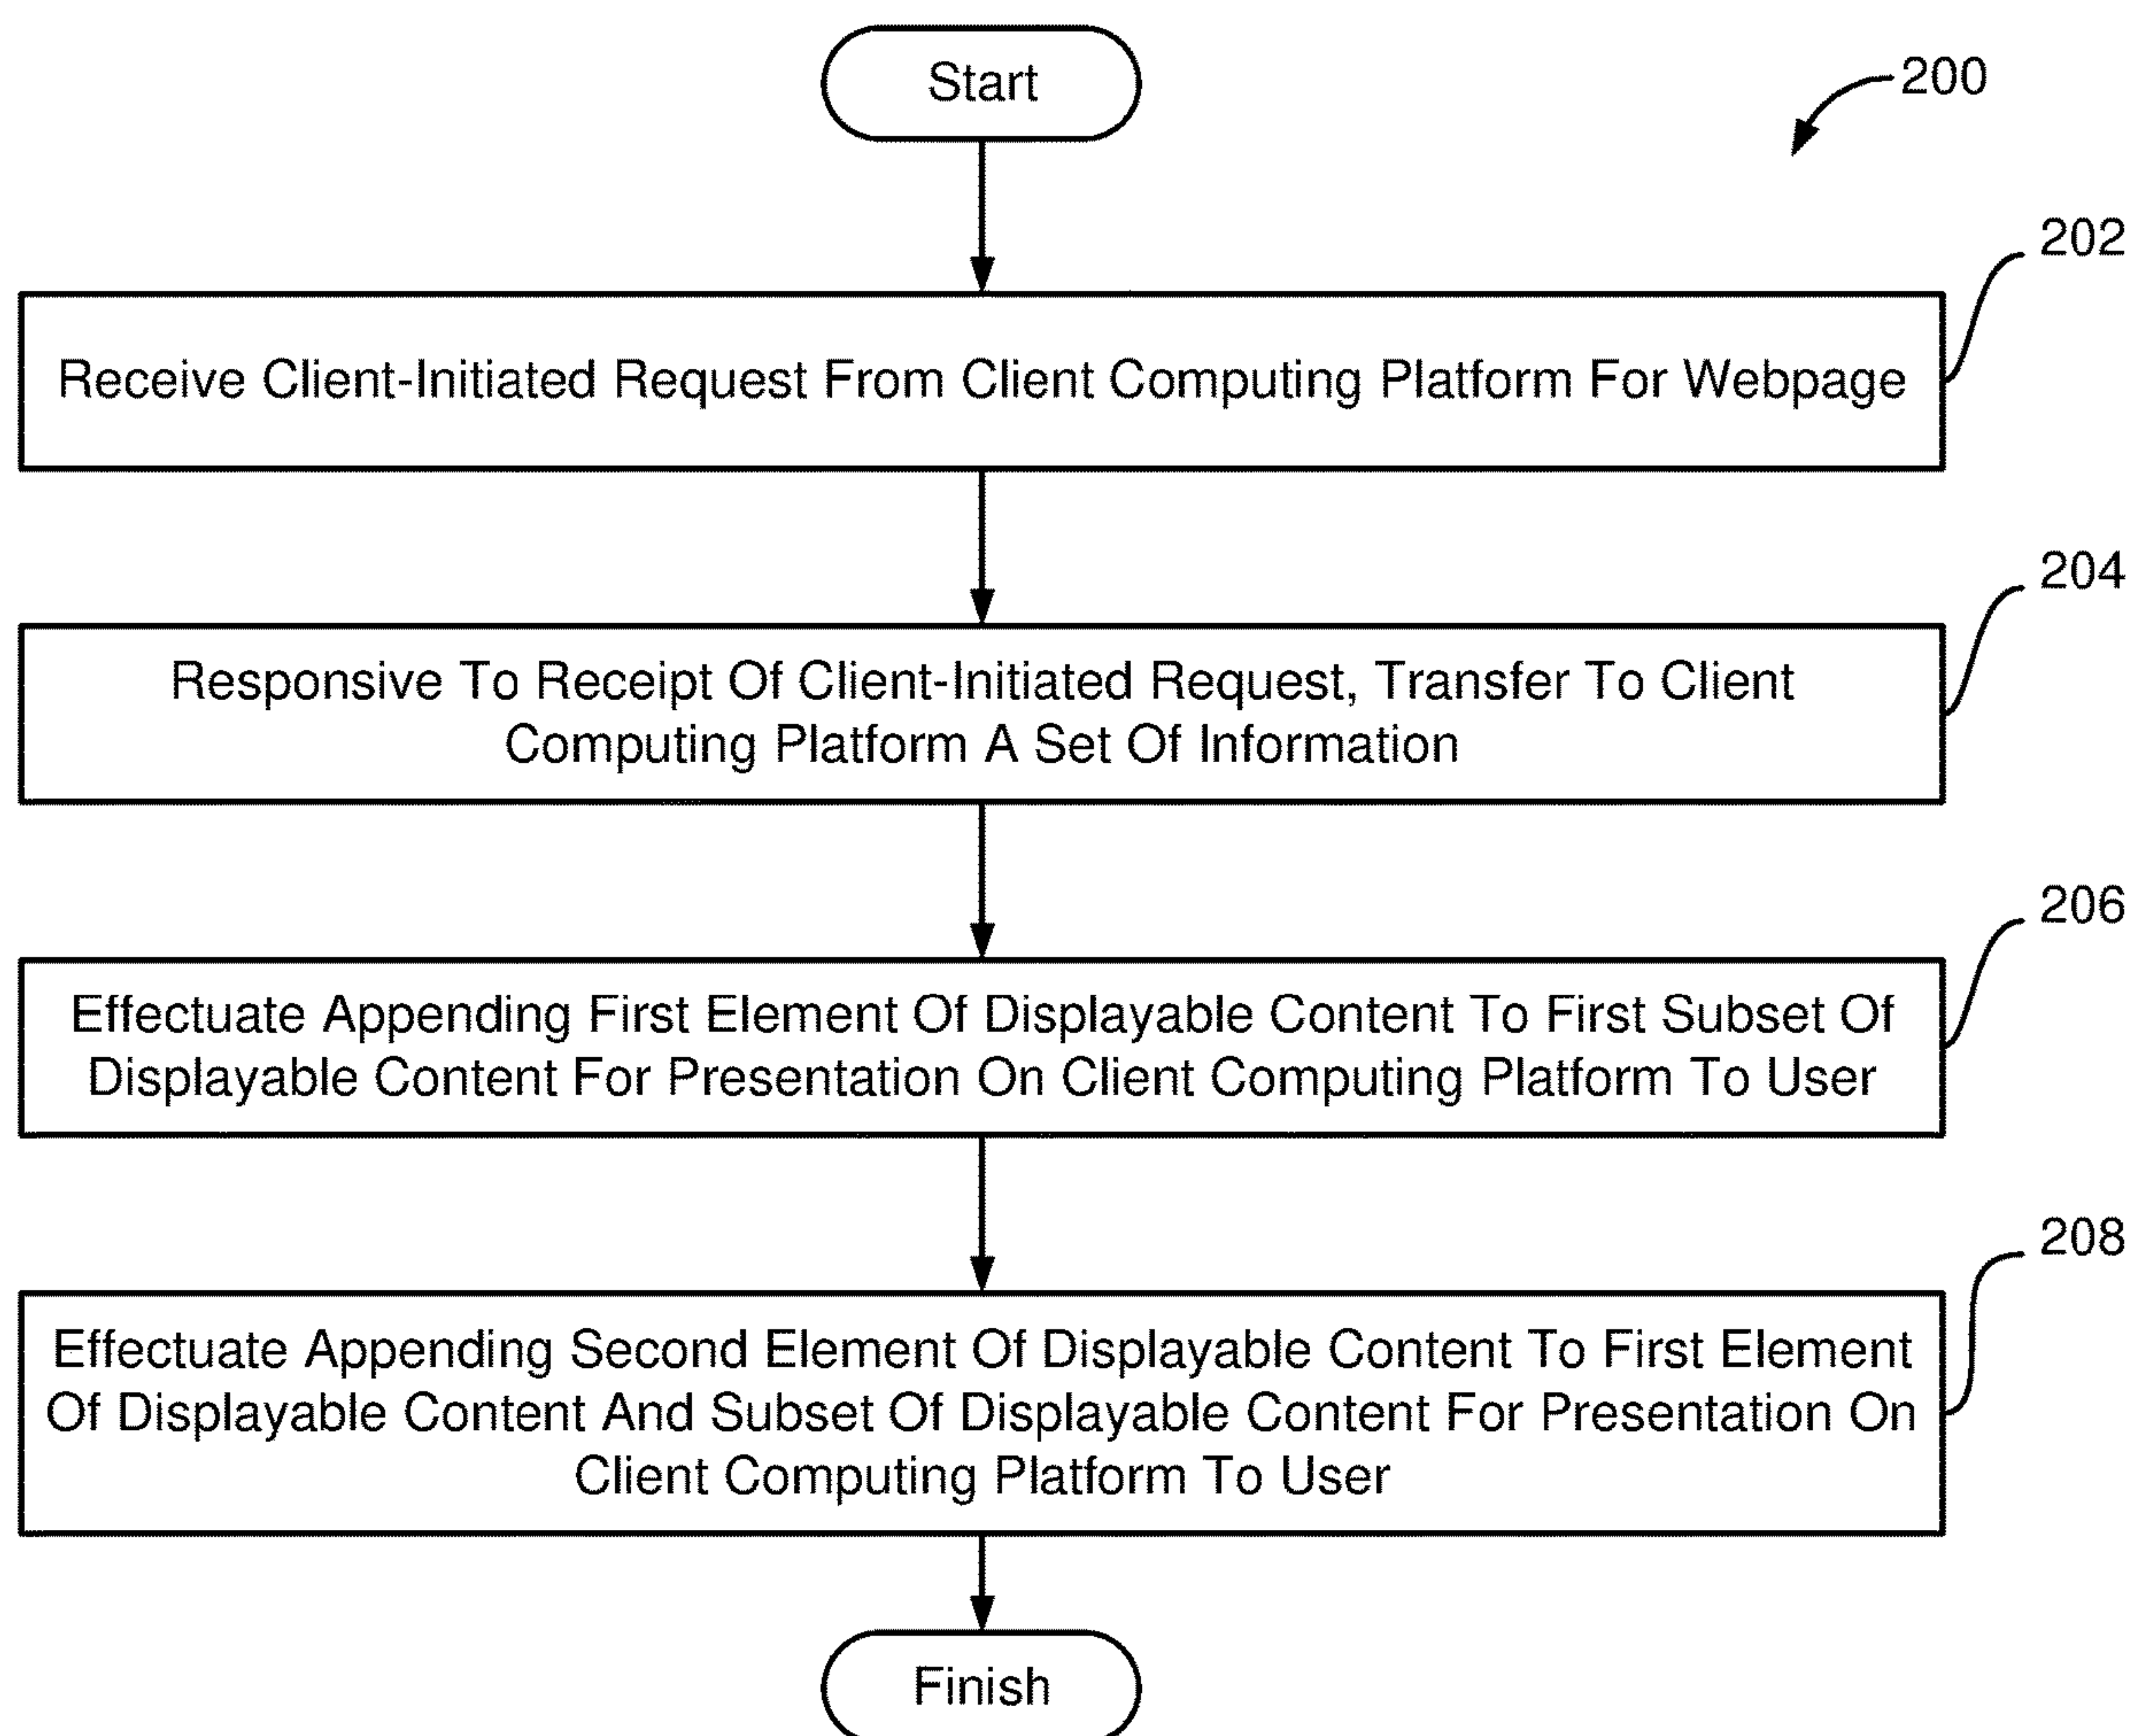 Start
200
202
Receive Client-Initiated Request From Client Computing Platform For Webpage
204
Responsive To Receipt Of Client-Initiated Request, Transfer To Client
Computing Platform A Set Of Information
206
Effectuate Appending First Element Of Displayable Content To First Subset Of
Displayable Content For Presentation On Client Computing Platform To User
208
Effectuate Appending Second Element Of Displayable Content To First Element
Of Displayable Content And Subset Of Displayable Content For Presentation On
Client Computing Platform To User
Finish